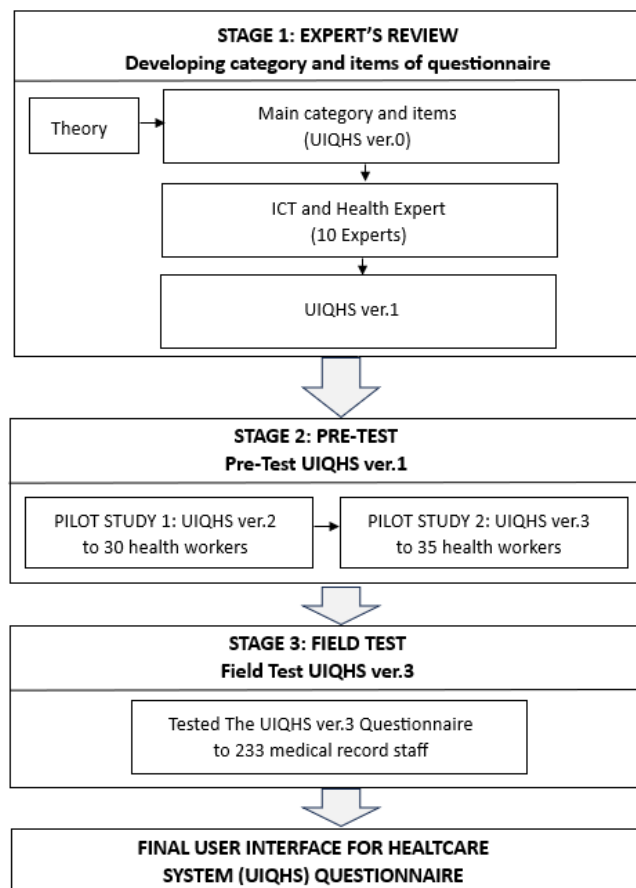 STAGE 1: EXPERT’S REVIEW
Developing category and items of questionnaire
Theory
Main category and items
(UIQHS ver.0)
ICT and Health Expert
(10 Experts)
UIQHS ver.1
STAGE 2: PRE-TEST
Pre-Test UIQHS ver.1
PILOT STUDY 1: UIQHS ver.2
to 30 health workers
PILOT STUDY 2: UIQHS ver.3
to 35 health workers
STAGE 3: FIELD TEST
Field Test UIQHS ver.3
Tested The UIQHS ver.3 Questionnaire
to 233 medical record staff
FINAL USER INTERFACE FOR HEALTCARE
SYSTEM (UIQHS) QUESTIONNAIRE